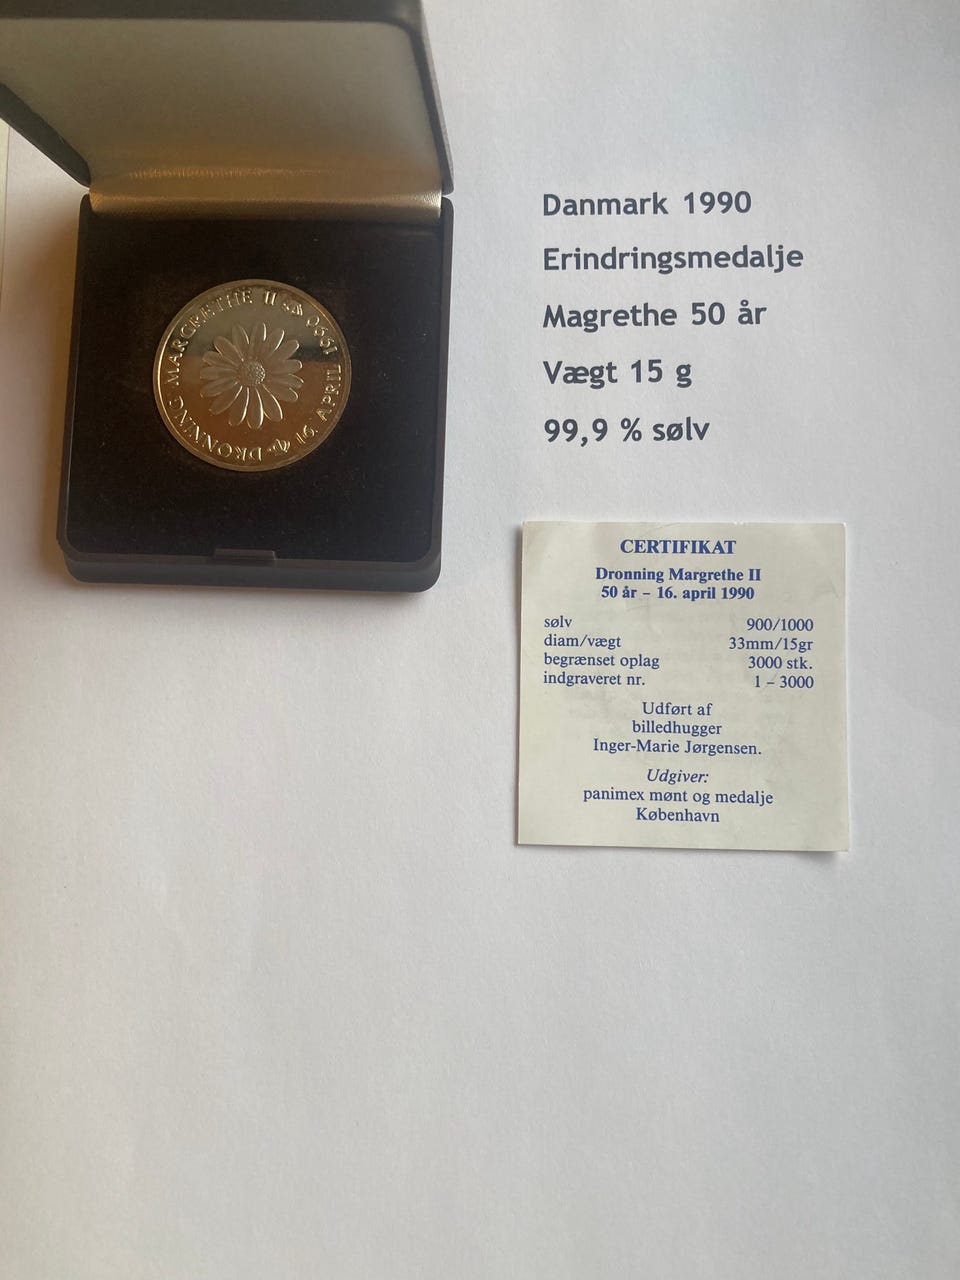 DRONNING MARGRETHE II
16. APRIL 1990
Danmark 1990
Erindringsmedalje
Magrethe 50 år
Vægt 15 g
99,9 % sølv
CERTIFIKAT
Dronning Margrethe II
50 år – 16. april 1990
sølv 900/1000
diam/vægt 33mm/15gr
begrænset oplag 3000 stk.
indgraveret nr. 1 – 3000
Udført af
billedhugger
Inger-Marie Jørgensen.
Udgiver:
panimex mønt og medalje
København